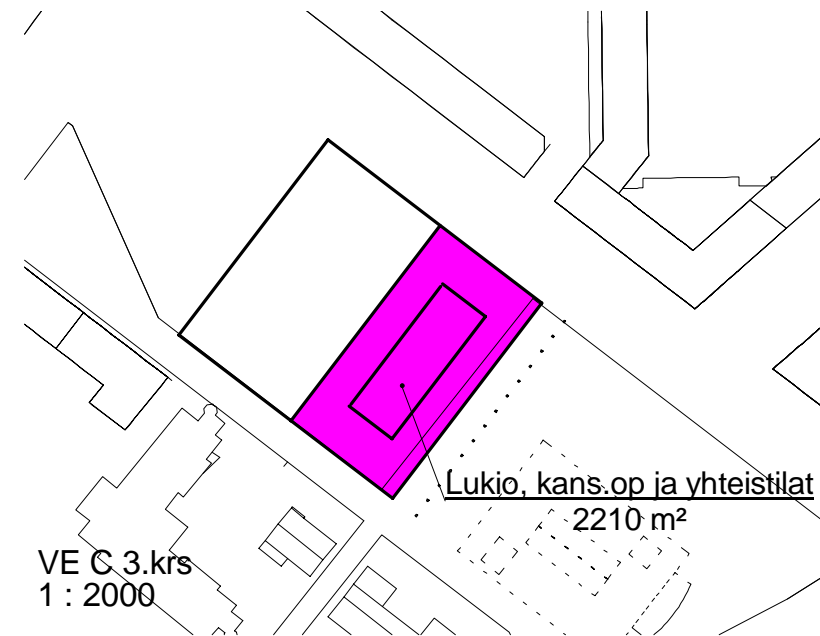 Lukio, kans.op ja yhteistilat
2210 m²
VE C 3.krs
1 : 2000